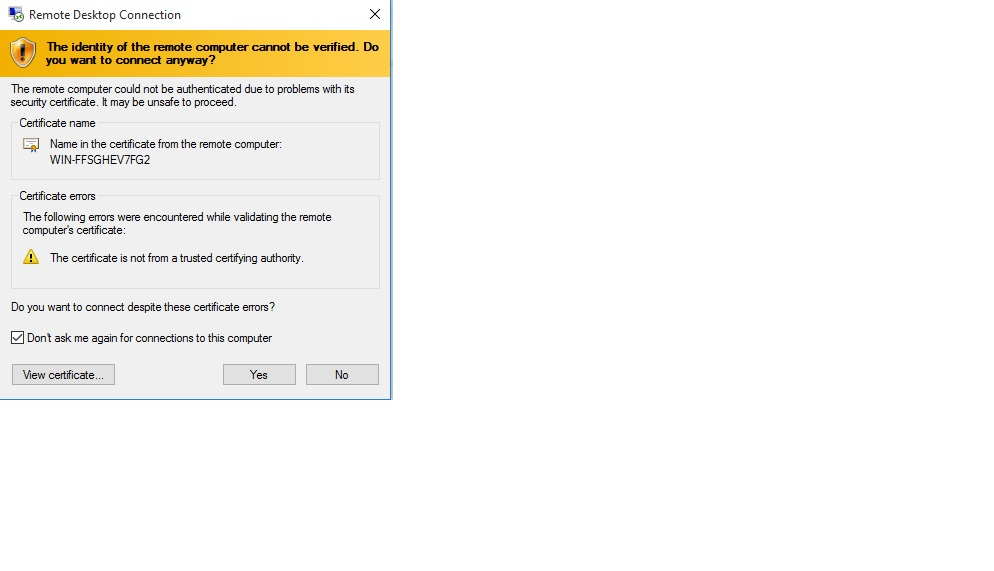 Remote Desktop Connection
The identity of the remote computer cannot be verified. Do
you want to connect anyway?
The remote computer could not be authenticated due to problems with its
security certificate. It may be unsafe to proceed.
Certificate name
Name in the certificate from the remote computer:
WIN-FFSGHEV7FG2
Certificate errors
The following errors were encountered while validating the remote
computer's certificate:
The certificate is not from a trusted certifying authority.
Do you want to connect despite these certificate errors?
Don't ask me again for connections to this computer
View certificate... Yes No